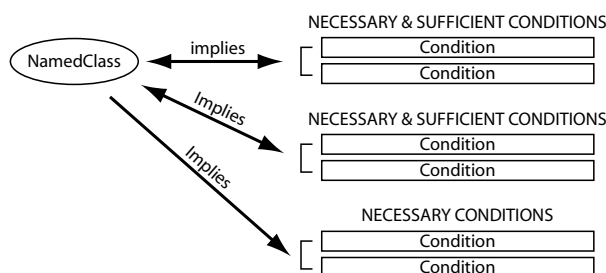 NECESSARY & SUFFICIENT CONDITIONS
NamedClass
implies
Condition
Condition
Implies
NECESSARY & SUFFICIENT CONDITIONS
Condition
Condition
Implies
NECESSARY CONDITIONS
Condition
Condition